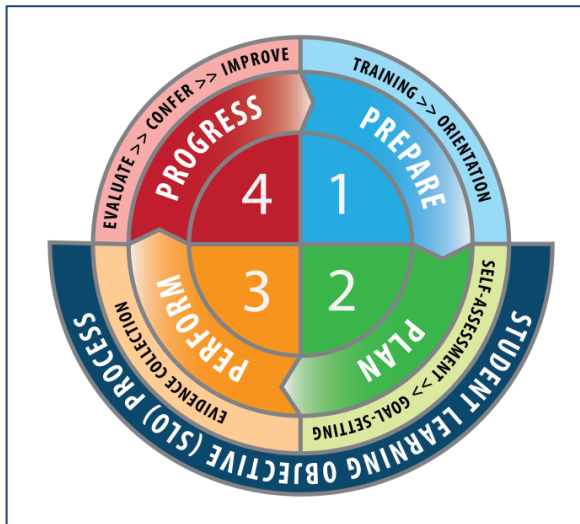 TRAINING >> ORIENTATION
PREPARE
1
SELF-ASSESSMENT >> GOAL-SETTING
PLAN
2
EVIDENCE COLLECTION
PERFORM
3
EVALUATE >> CONFER >> IMPROVE
PROGRESS
4
STUDENT LEARNING OBJECTIVE (SLO) PROCESS